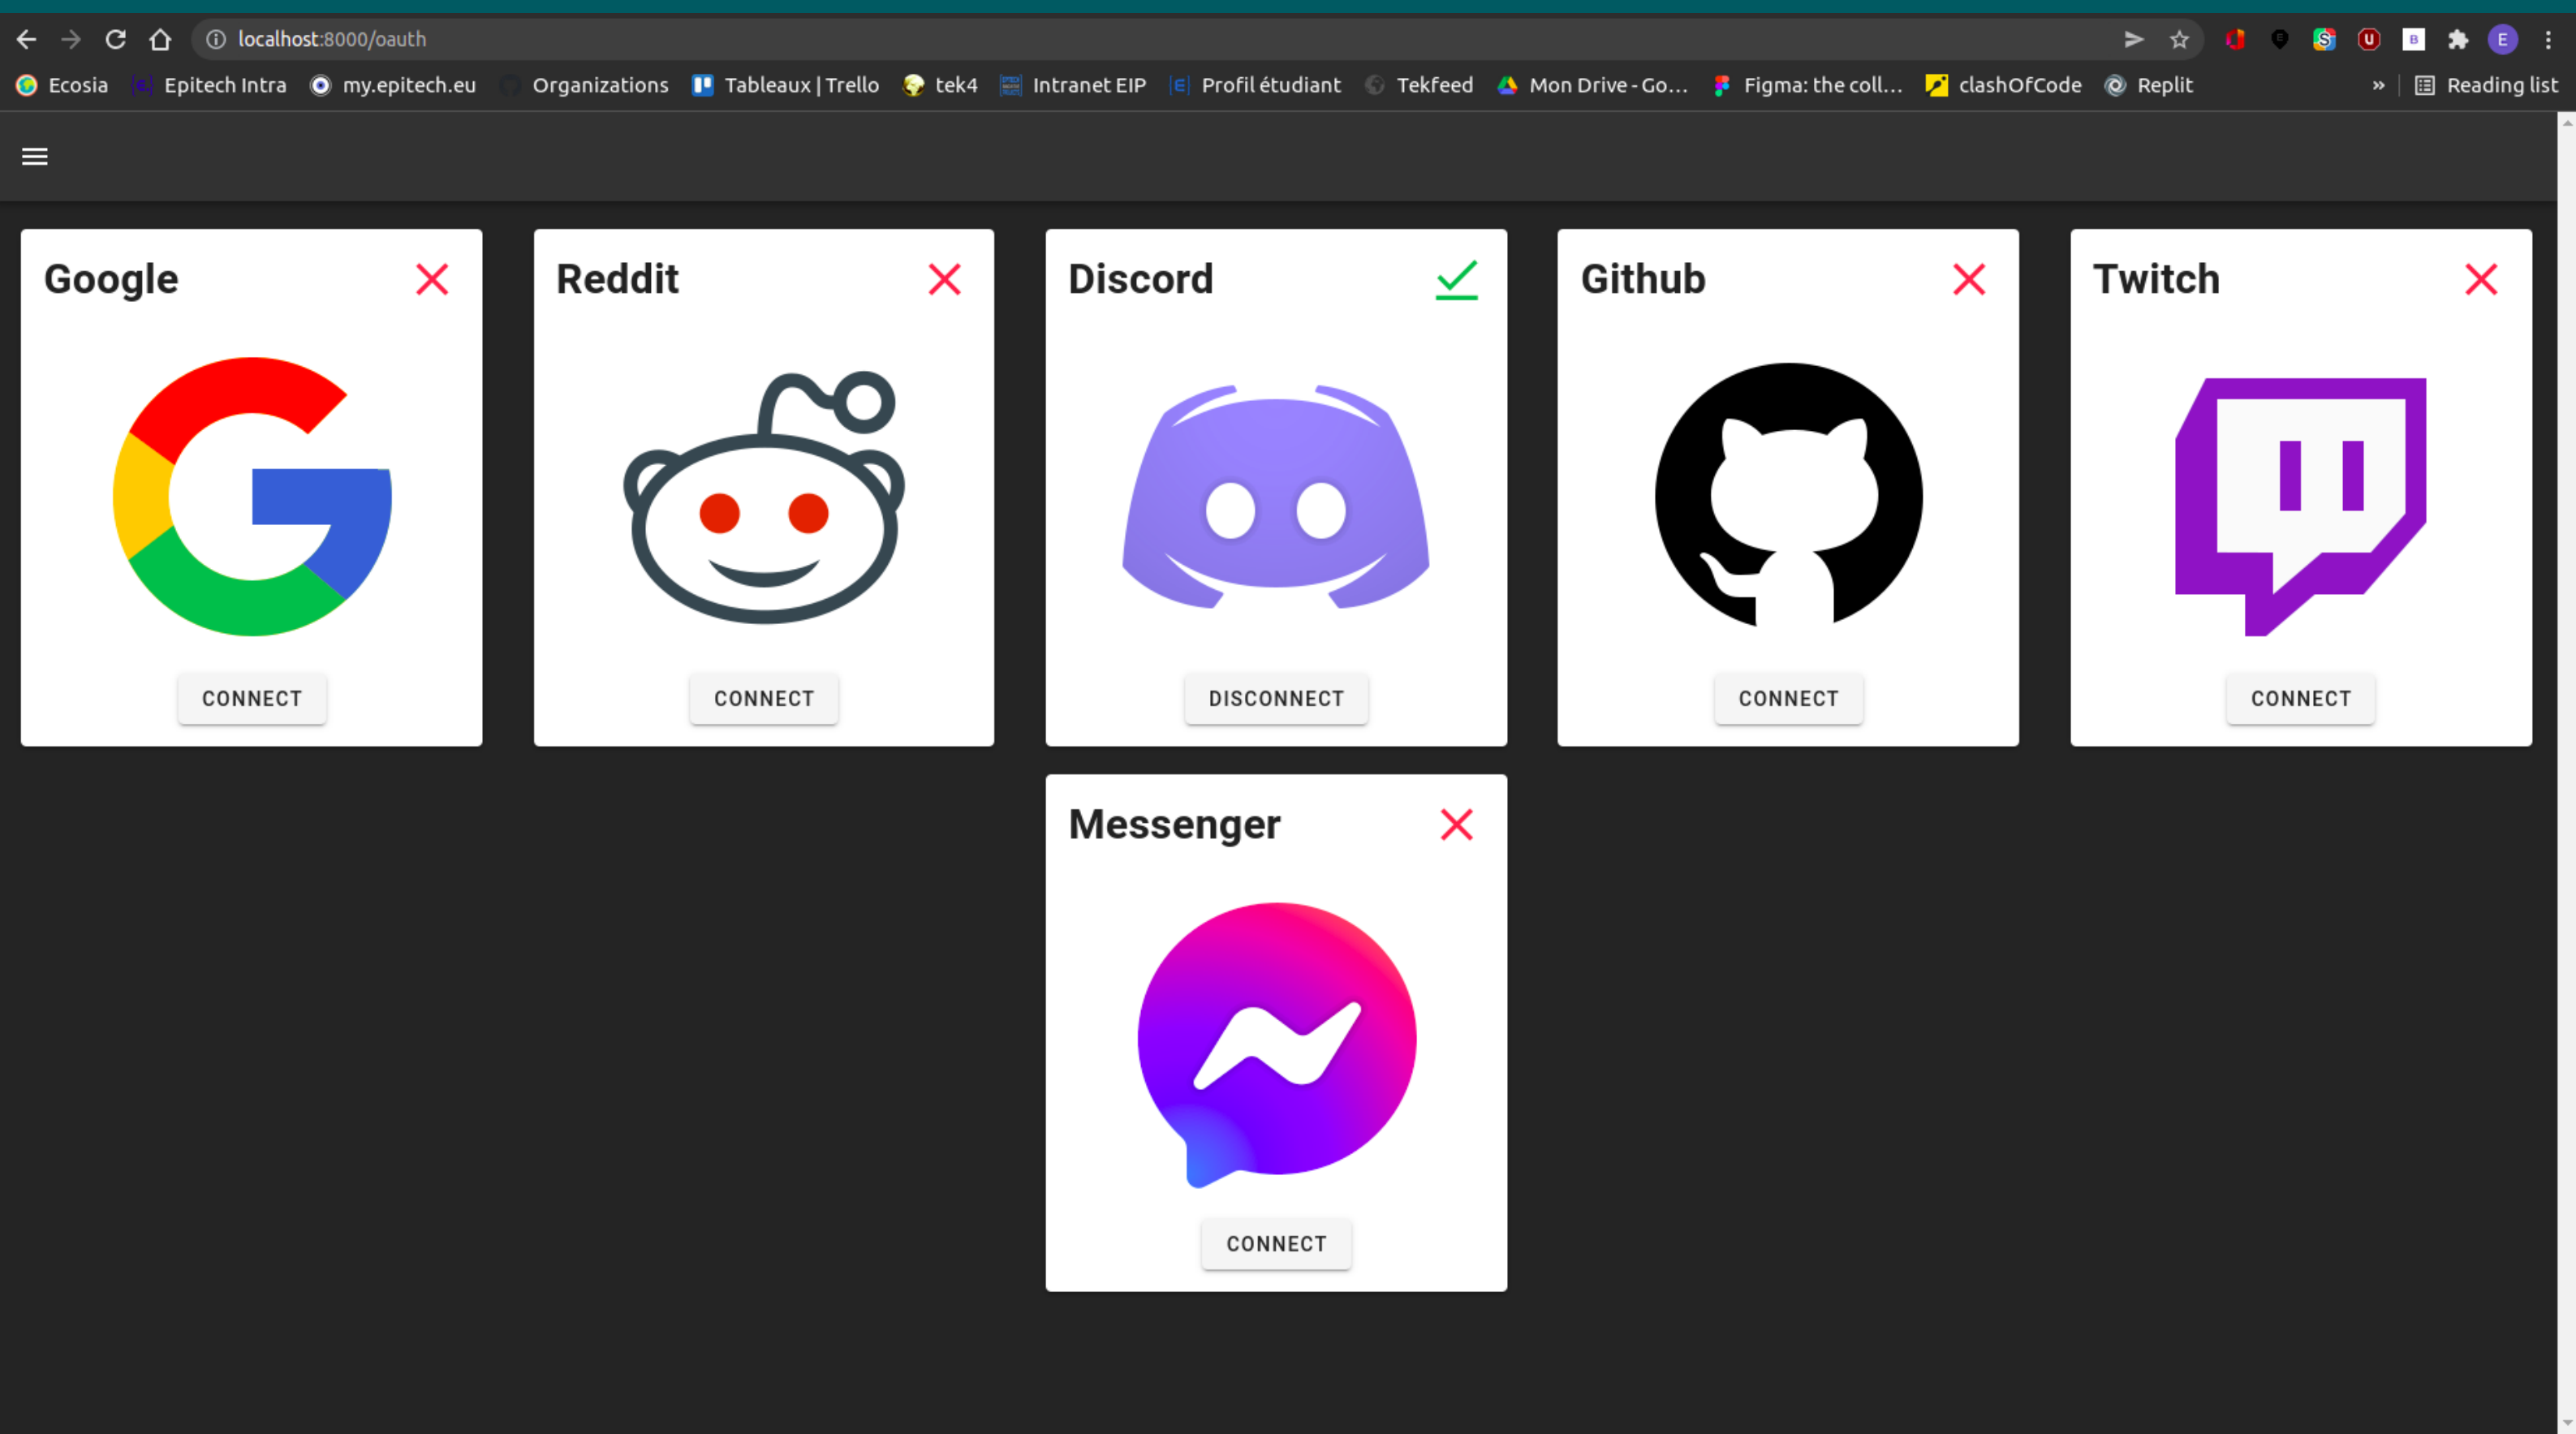 localhost:8000/oauth
Ecosia Epitech Intra my.epitech.eu Organizations Tableaux | Trello tek4 Intranet EIP Profil étudiant Tekfeed Mon Drive - Go... Figma: the coll... clashOfCode Replit » Reading list
Google Reddit Discord Github Twitch
CONNECT CONNECT DISCONNECT CONNECT CONNECT
Messenger
CONNECT